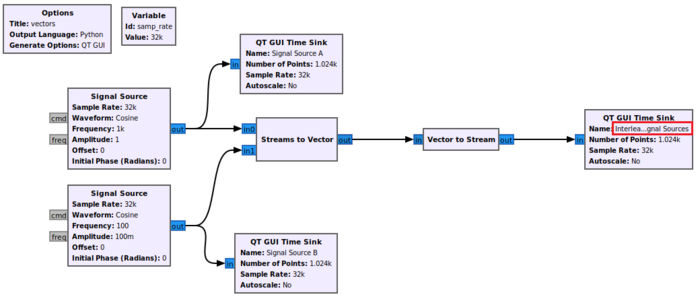 Options
Title: vectors
Output Language: Python
Generate Options: QT GUI
Variable
Id: samp_rate
Value: 32k
QT GUI Time Sink
Name: Signal Source A
Number of Points: 1.024k
Sample Rate: 32k
Autoscale: No
in
Signal Source
Sample Rate: 32k
Waveform: Cosine
Frequency: 1k
Amplitude: 1
Offset: 0
Initial Phase (Radians): 0
cmd
freq
out
in0
in1
Streams to Vector
out
in
Vector to Stream
out
in
QT GUI Time Sink
Name: Interlea...gnal Sources
Number of Points: 1.024k
Sample Rate: 32k
Autoscale: No
Signal Source
Sample Rate: 32k
Waveform: Cosine
Frequency: 100
Amplitude: 100m
Offset: 0
Initial Phase (Radians): 0
cmd
freq
out
in
QT GUI Time Sink
Name: Signal Source B
Number of Points: 1.024k
Sample Rate: 32k
Autoscale: No